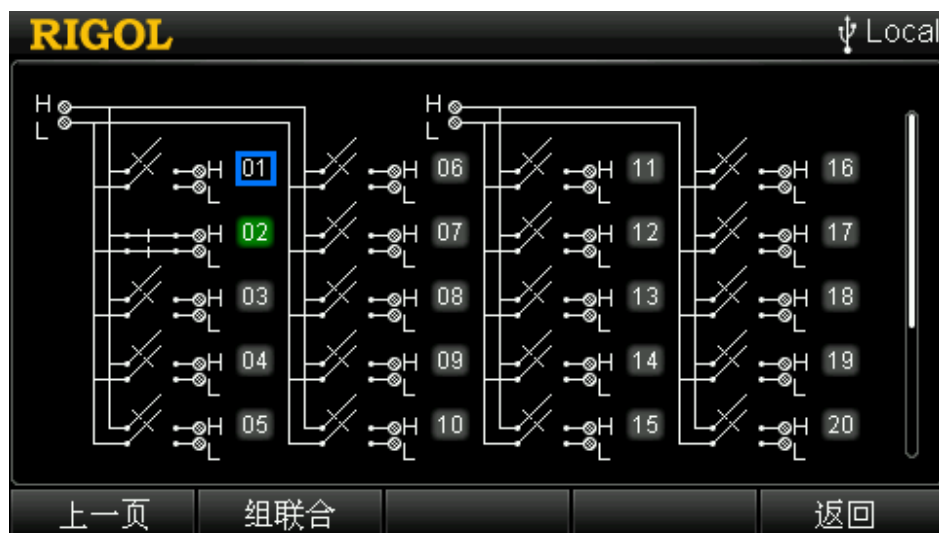 RIGOL Local
H H
L L
H 01 H 06 H 11 H 16
L L L L
H 02 H 07 H 12 H 17
L L L L
H 03 H 08 H 13 H 18
L L L L
H 04 H 09 H 14 H 19
L L L L
H 05 H 10 H 15 H 20
L L L L
上一页 组联合 返回